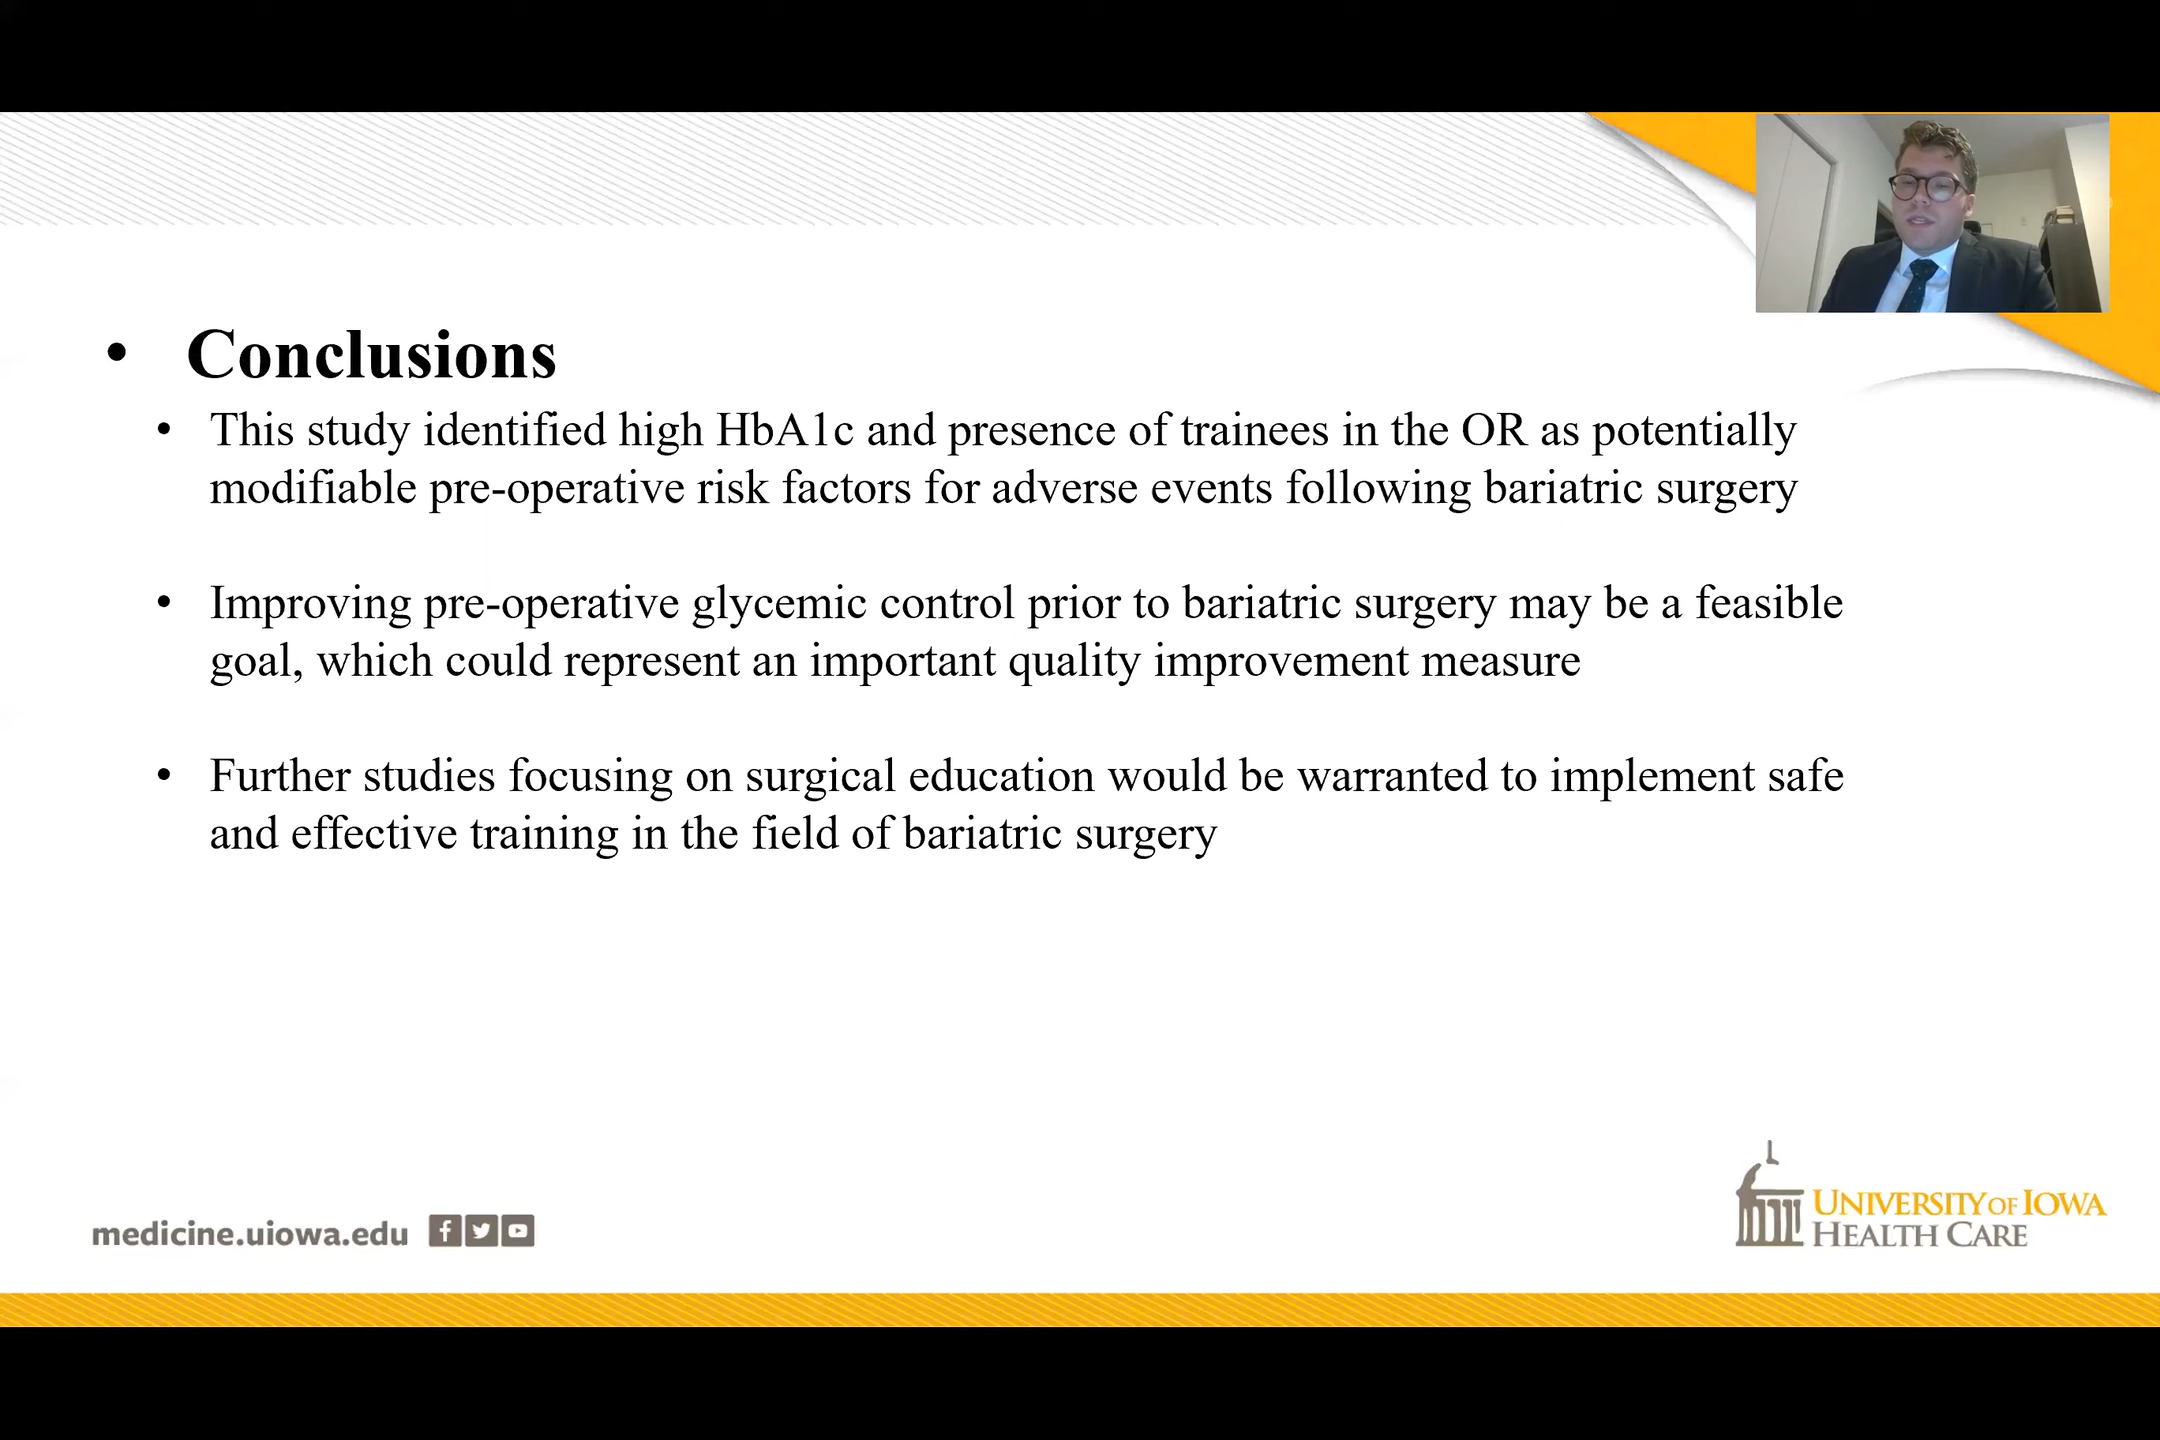 • Conclusions
• This study identified high HbA1c and presence of trainees in the OR as potentially
modifiable pre-operative risk factors for adverse events following bariatric surgery
• Improving pre-operative glycemic control prior to bariatric surgery may be a feasible
goal, which could represent an important quality improvement measure
• Further studies focusing on surgical education would be warranted to implement safe
and effective training in the field of bariatric surgery
medicine.uiowa.edu
UNIVERSITY OF IOWA
HEALTH CARE